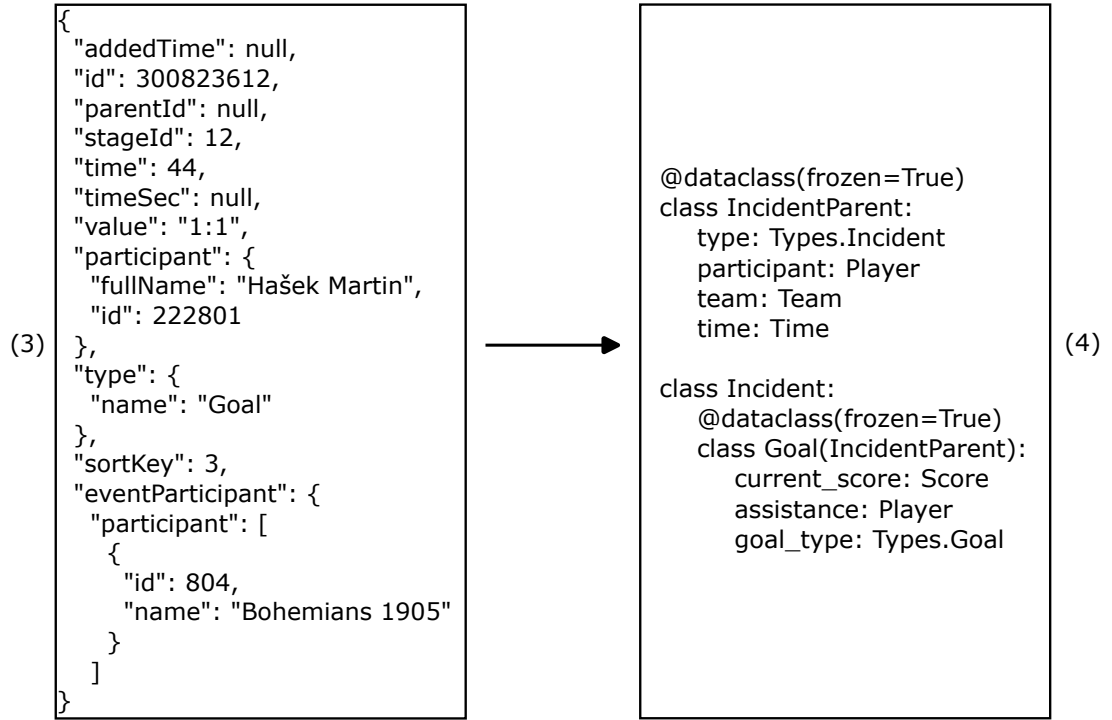 {
"addedTime": null,
"id": 300823612,
"parentId": null,
"stageId": 12,
"time": 44,
"timeSec": null,
"value": "1:1",
"participant": {
"fullName": "Hašek Martin",
"id": 222801
(3)
},
"type": {
"name": "Goal"
},
"sortKey": 3,
"eventParticipant": {
"participant": [
{
"id": 804,
"name": "Bohemians 1905"
}
]
}
@dataclass(frozen=True)
class IncidentParent:
type: Types.Incident
participant: Player
team: Team
time: Time
class Incident:
@dataclass(frozen=True)
class Goal(IncidentParent):
current_score: Score
assistance: Player
goal_type: Types.Goal
(4)